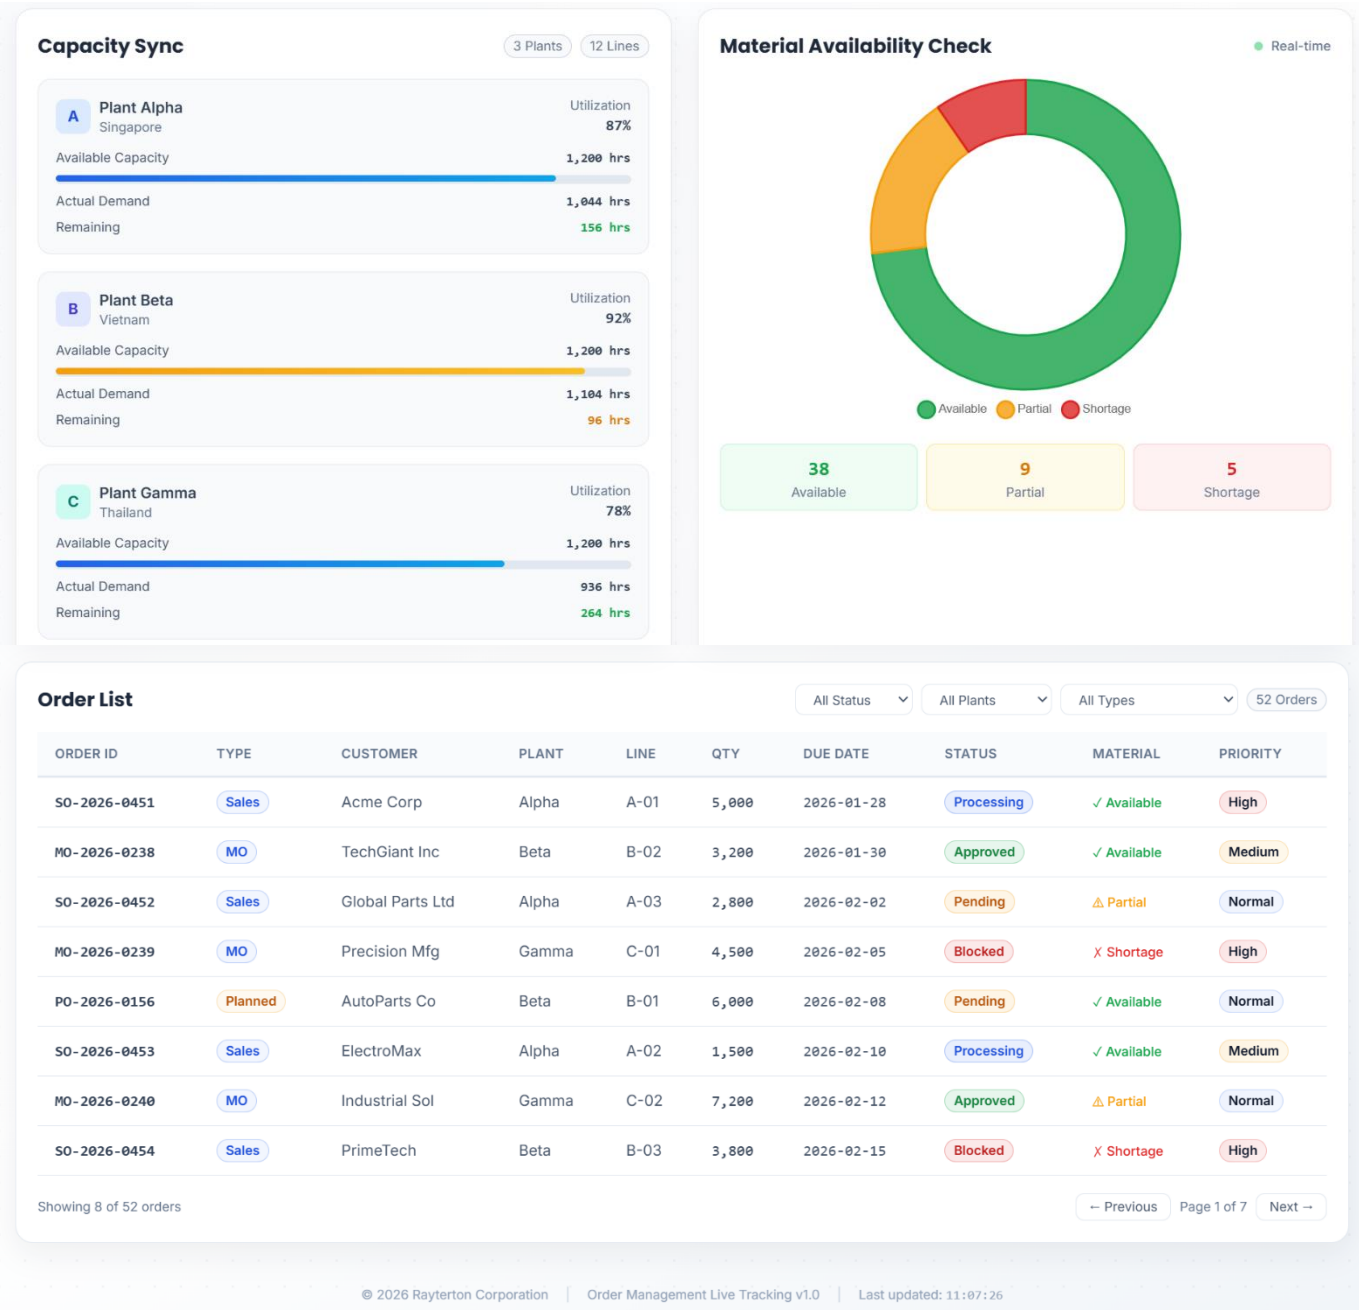 Capacity Sync
3 Plants 12 Lines
A Plant Alpha Utilization
Singapore 87%
Available Capacity 1,200 hrs
Actual Demand 1,044 hrs
Remaining 156 hrs
B Plant Beta Utilization
Vietnam 92%
Available Capacity 1,200 hrs
Actual Demand 1,104 hrs
Remaining 96 hrs
C Plant Gamma Utilization
Thailand 78%
Available Capacity 1,200 hrs
Actual Demand 936 hrs
Remaining 264 hrs
Material Availability Check
Real-time
Available Partial Shortage
38 9 5
Available Partial Shortage
Order List All Status All Plants All Types 52 Orders
ORDER ID TYPE CUSTOMER PLANT LINE QTY DUE DATE STATUS MATERIAL PRIORITY
SO-2026-0451 Sales Acme Corp Alpha A-01 5,000 2026-01-28 Processing ✓ Available High
MO-2026-0238 MO TechGiant Inc Beta B-02 3,200 2026-01-30 Approved ✓ Available Medium
SO-2026-0452 Sales Global Parts Ltd Alpha A-03 2,800 2026-02-02 Pending ⚠ Partial Normal
MO-2026-0239 MO Precision Mfg Gamma C-01 4,500 2026-02-05 Blocked ✗ Shortage High
PO-2026-0156 Planned AutoParts Co Beta B-01 6,000 2026-02-08 Pending ✓ Available Normal
SO-2026-0453 Sales ElectroMax Alpha A-02 1,500 2026-02-10 Processing ✓ Available Medium
MO-2026-0240 MO Industrial Sol Gamma C-02 7,200 2026-02-12 Approved ⚠ Partial Normal
SO-2026-0454 Sales PrimeTech Beta B-03 3,800 2026-02-15 Blocked ✗ Shortage High
Showing 8 of 52 orders ← Previous Page 1 of 7 Next →
© 2026 Rayterton Corporation | Order Management Live Tracking v1.0 | Last updated: 11:07:26